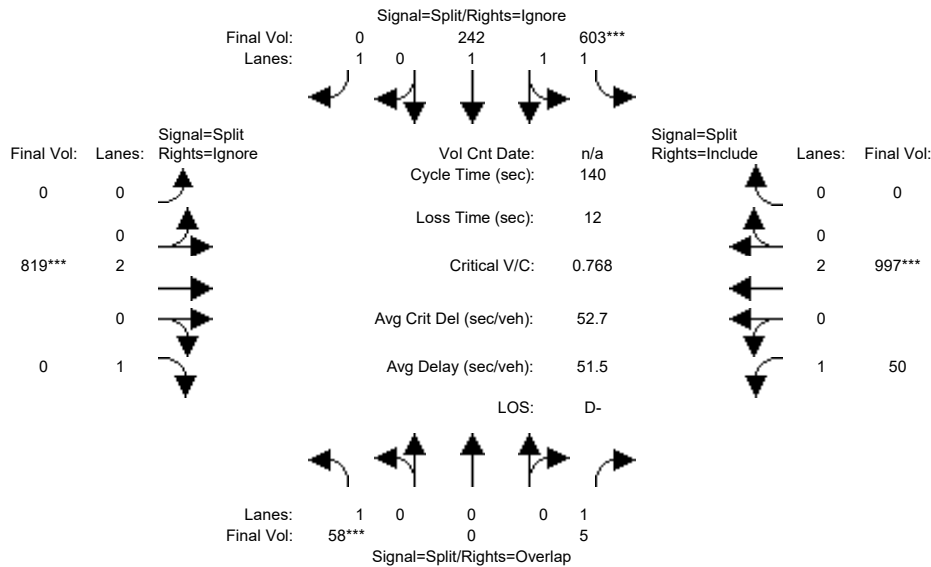 Signal=Split/Rights=Ignore
Final Vol: 0 242 603***
Lanes: 1 0 1 1 1
Signal=Split
Final Vol: Lanes: Rights=Ignore
Vol Cnt Date: n/a
Signal=Split
Rights=Include Lanes: Final Vol:
Cycle Time (sec): 140
0 0
0 0
Loss Time (sec): 12
0
0
819*** 2
Critical V/C: 0.768
2 997***
0
Avg Crit Del (sec/veh): 52.7
0
0 1
Avg Delay (sec/veh): 51.5
1 50
LOS: D-
Lanes: 1 0 0 0 1
Final Vol: 58*** 0 5
Signal=Split/Rights=Overlap